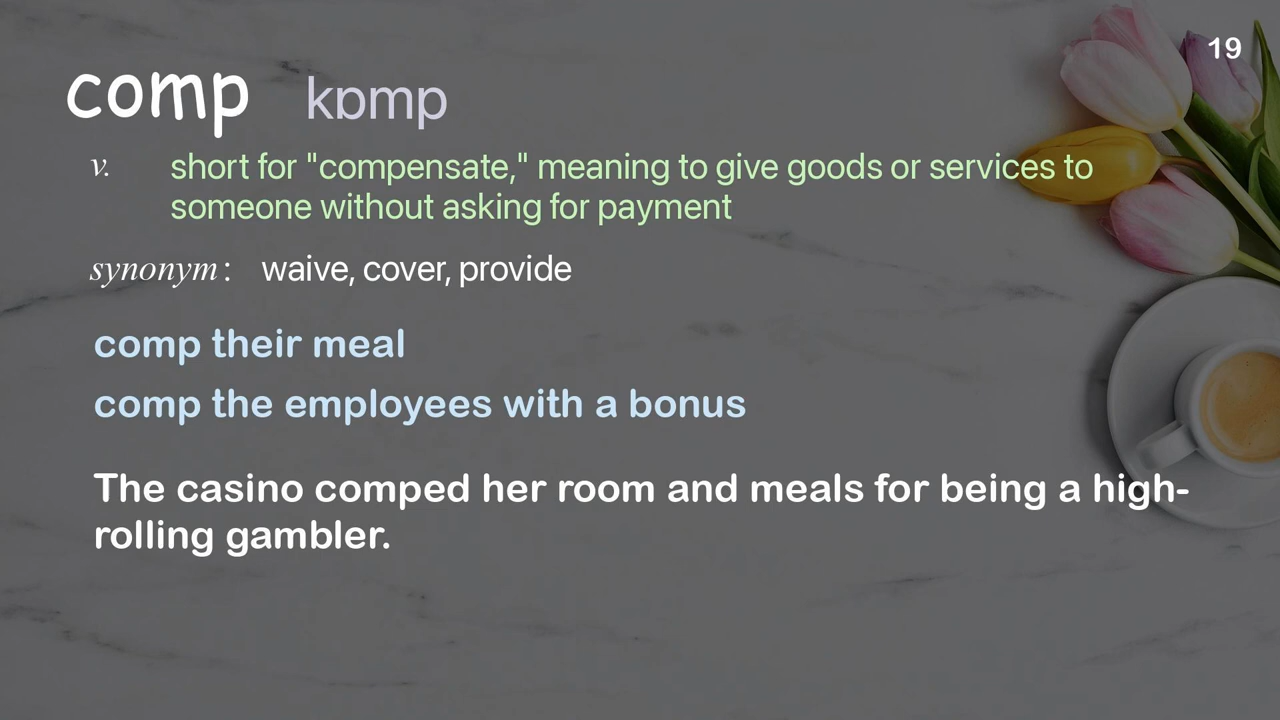 19
comp kɒmp
v. short for "compensate," meaning to give goods or services to
someone without asking for payment
synonym: waive, cover, provide
comp their meal
comp the employees with a bonus
The casino comped her room and meals for being a high-
rolling gambler.